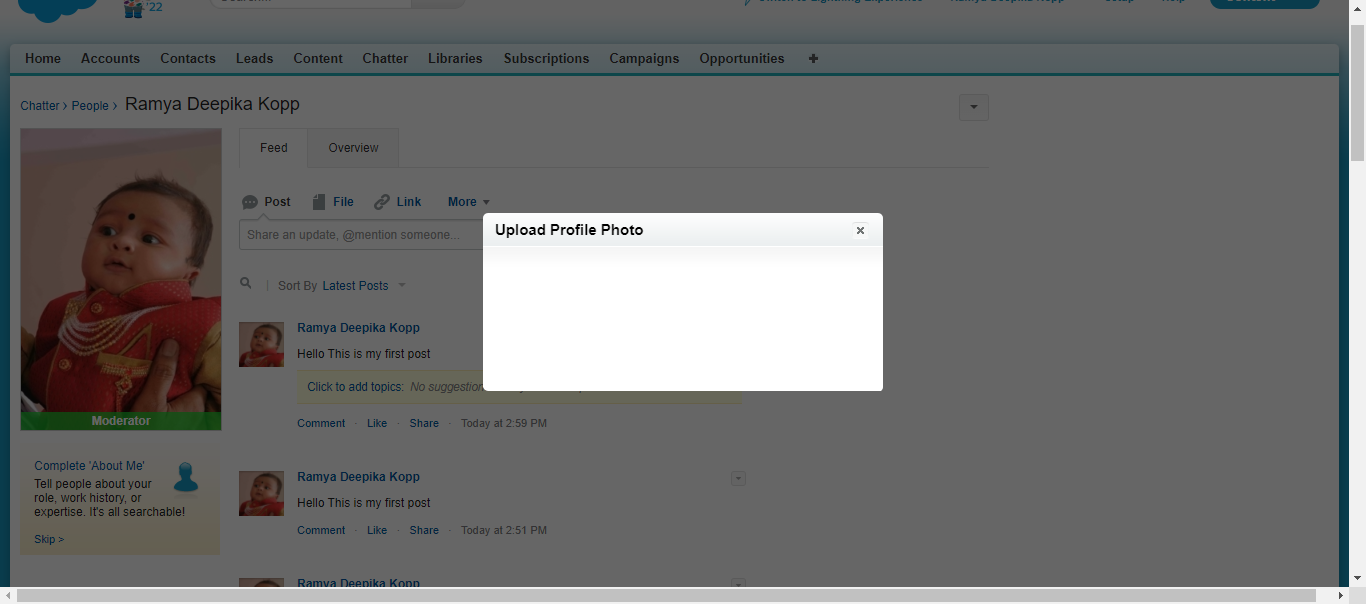 '22
Home Accounts Contacts Leads Content Chatter Libraries Subscriptions Campaigns Opportunities +
Chatter › People › Ramya Deepika Kopp
Feed Overview
Post File Link More
Share an update, @mention someone...
Upload Profile Photo
Sort By Latest Posts
Ramya Deepika Kopp
Hello This is my first post
Click to add topics: No suggestion
Comment · Like · Share · Today at 2:59 PM
Moderator
Complete 'About Me'
Tell people about your
role, work history, or
expertise. It's all searchable!
Skip >
Ramya Deepika Kopp
Hello This is my first post
Comment · Like · Share · Today at 2:51 PM
Ramya Deepika Kopp